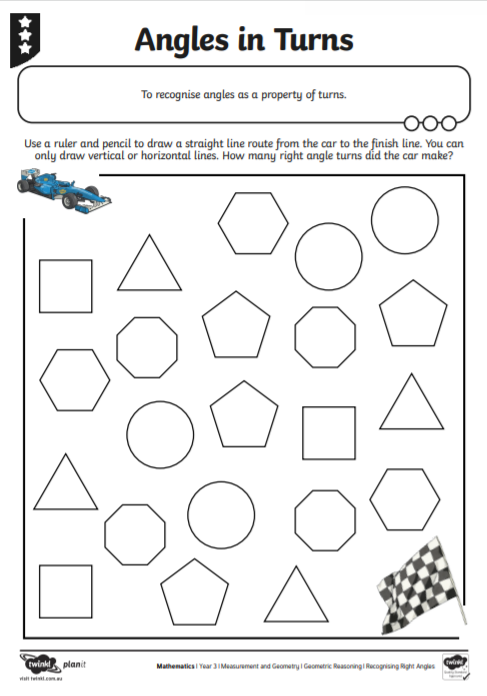 Angles in Turns
To recognise angles as a property of turns.
Use a ruler and pencil to draw a straight line route from the car to the finish line. You can
only draw vertical or horizontal lines. How many right angle turns did the car make?
twinkl planit
visit twinkl.com.au
Mathematics I Year 3 I Measurement and Geometry I Geometric Reasoning I Recognising Right Angles
twinkl